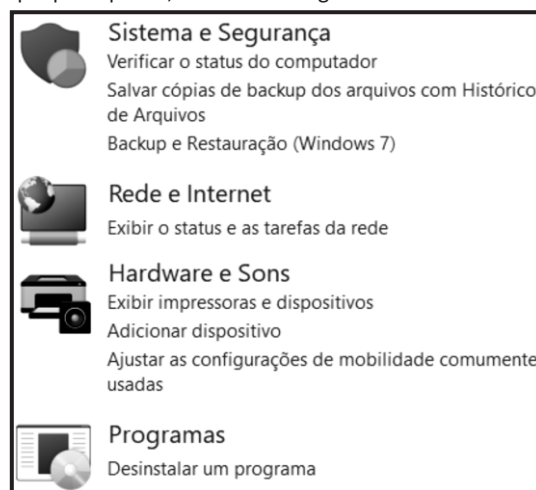 Sistema e Segurança
Verificar o status do computador
Salvar cópias de backup dos arquivos com Histórico
de Arquivos
Backup e Restauração (Windows 7)
Rede e Internet
Exibir o status e as tarefas da rede
Hardware e Sons
Exibir impressoras e dispositivos
Adicionar dispositivo
Ajustar as configurações de mobilidade comumente
usadas
Programas
Desinstalar um programa